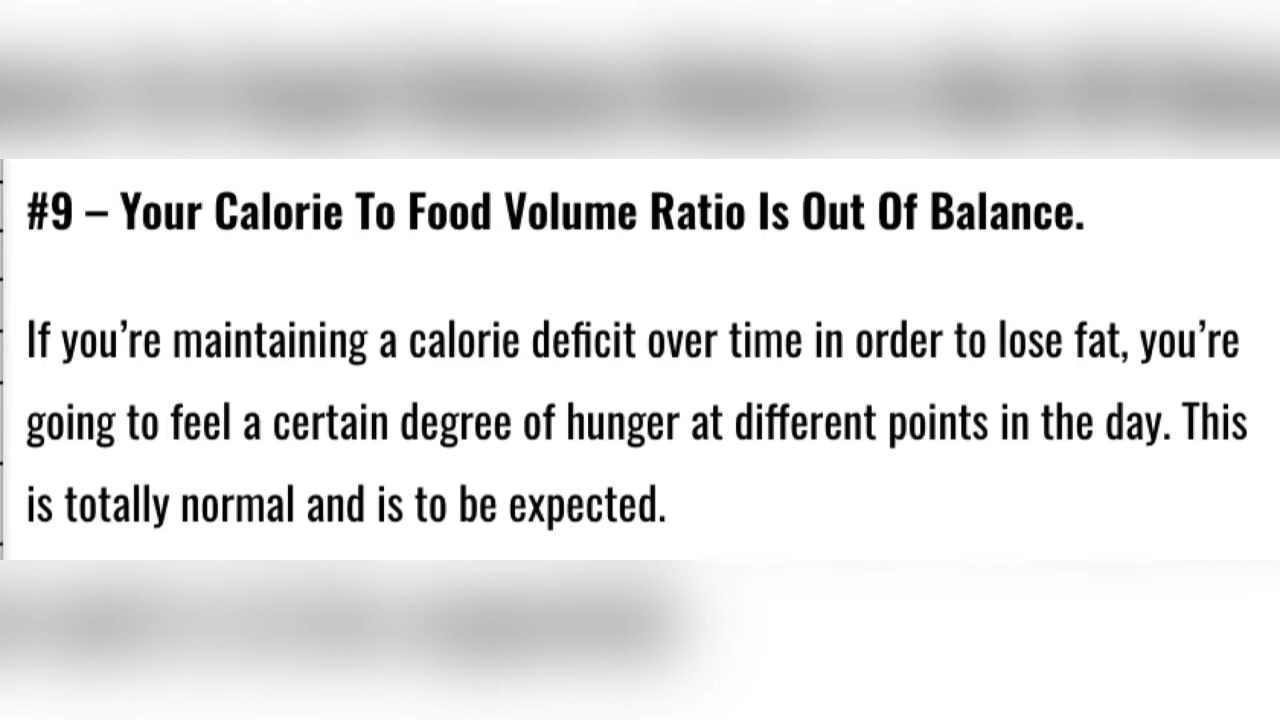 #9 – Your Calorie To Food Volume Ratio Is Out Of Balance.
If you’re maintaining a calorie deficit over time in order to lose fat, you’re
going to feel a certain degree of hunger at different points in the day. This
is totally normal and is to be expected.